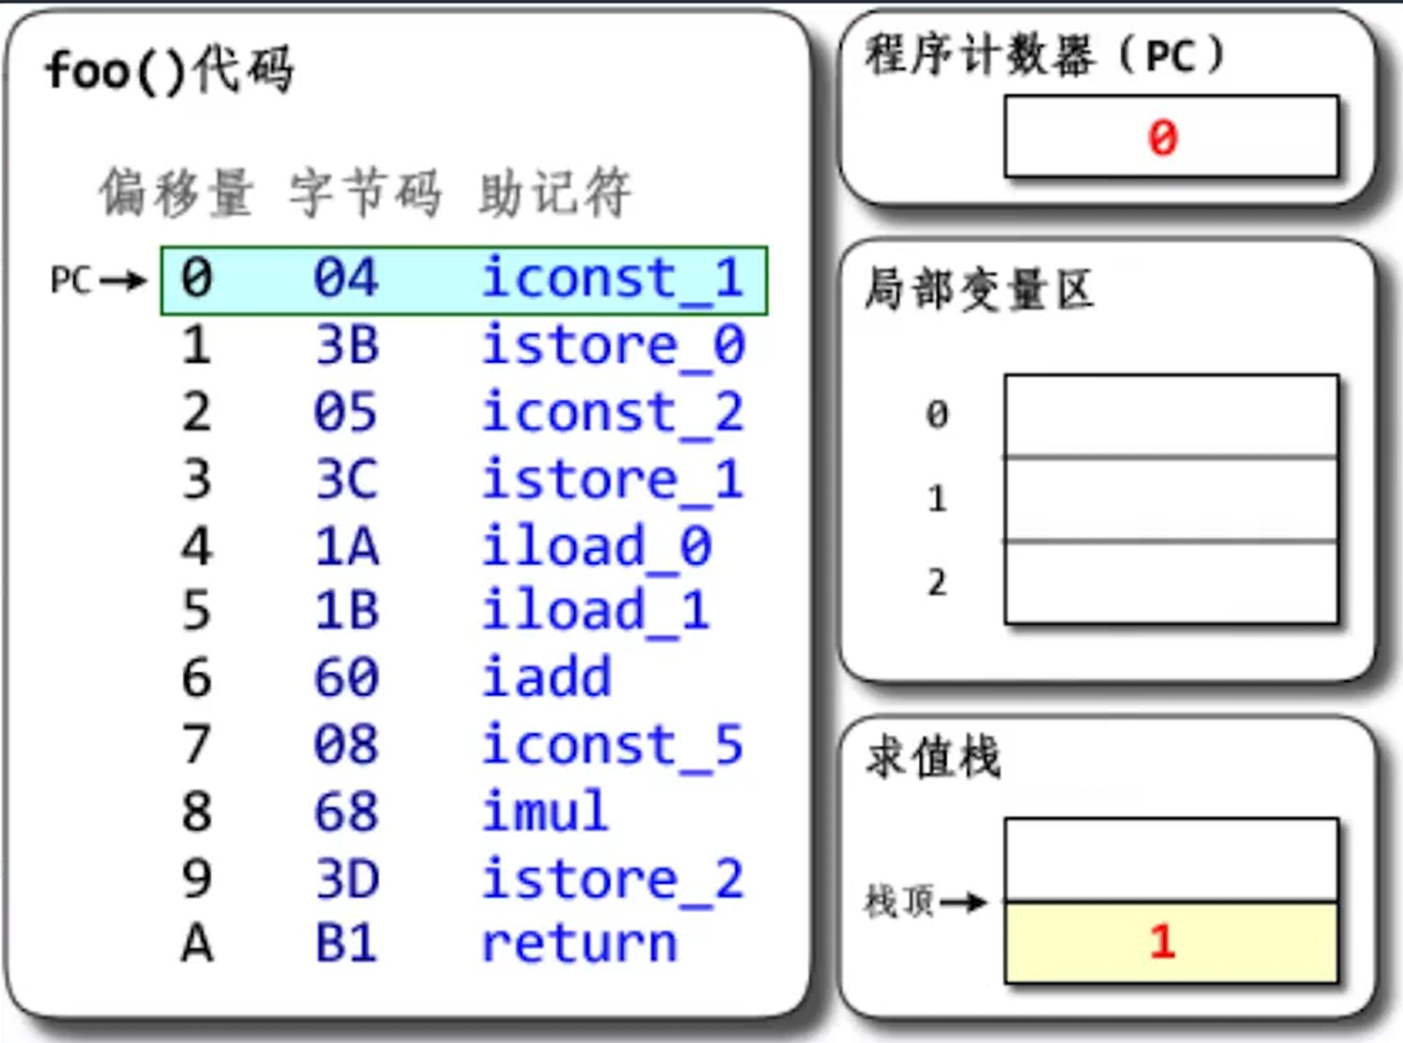 foo()代码
偏移量 字节码 助记符
PC→ 0 04 iconst_1
1 3B istore_0
2 05 iconst_2
3 3C istore_1
4 1A iload_0
5 1B iload_1
6 60 iadd
7 08 iconst_5
8 68 imul
9 3D istore_2
A B1 return
程序计数器（PC）
0
局部变量区
0
1
2
求值栈
栈顶→
1